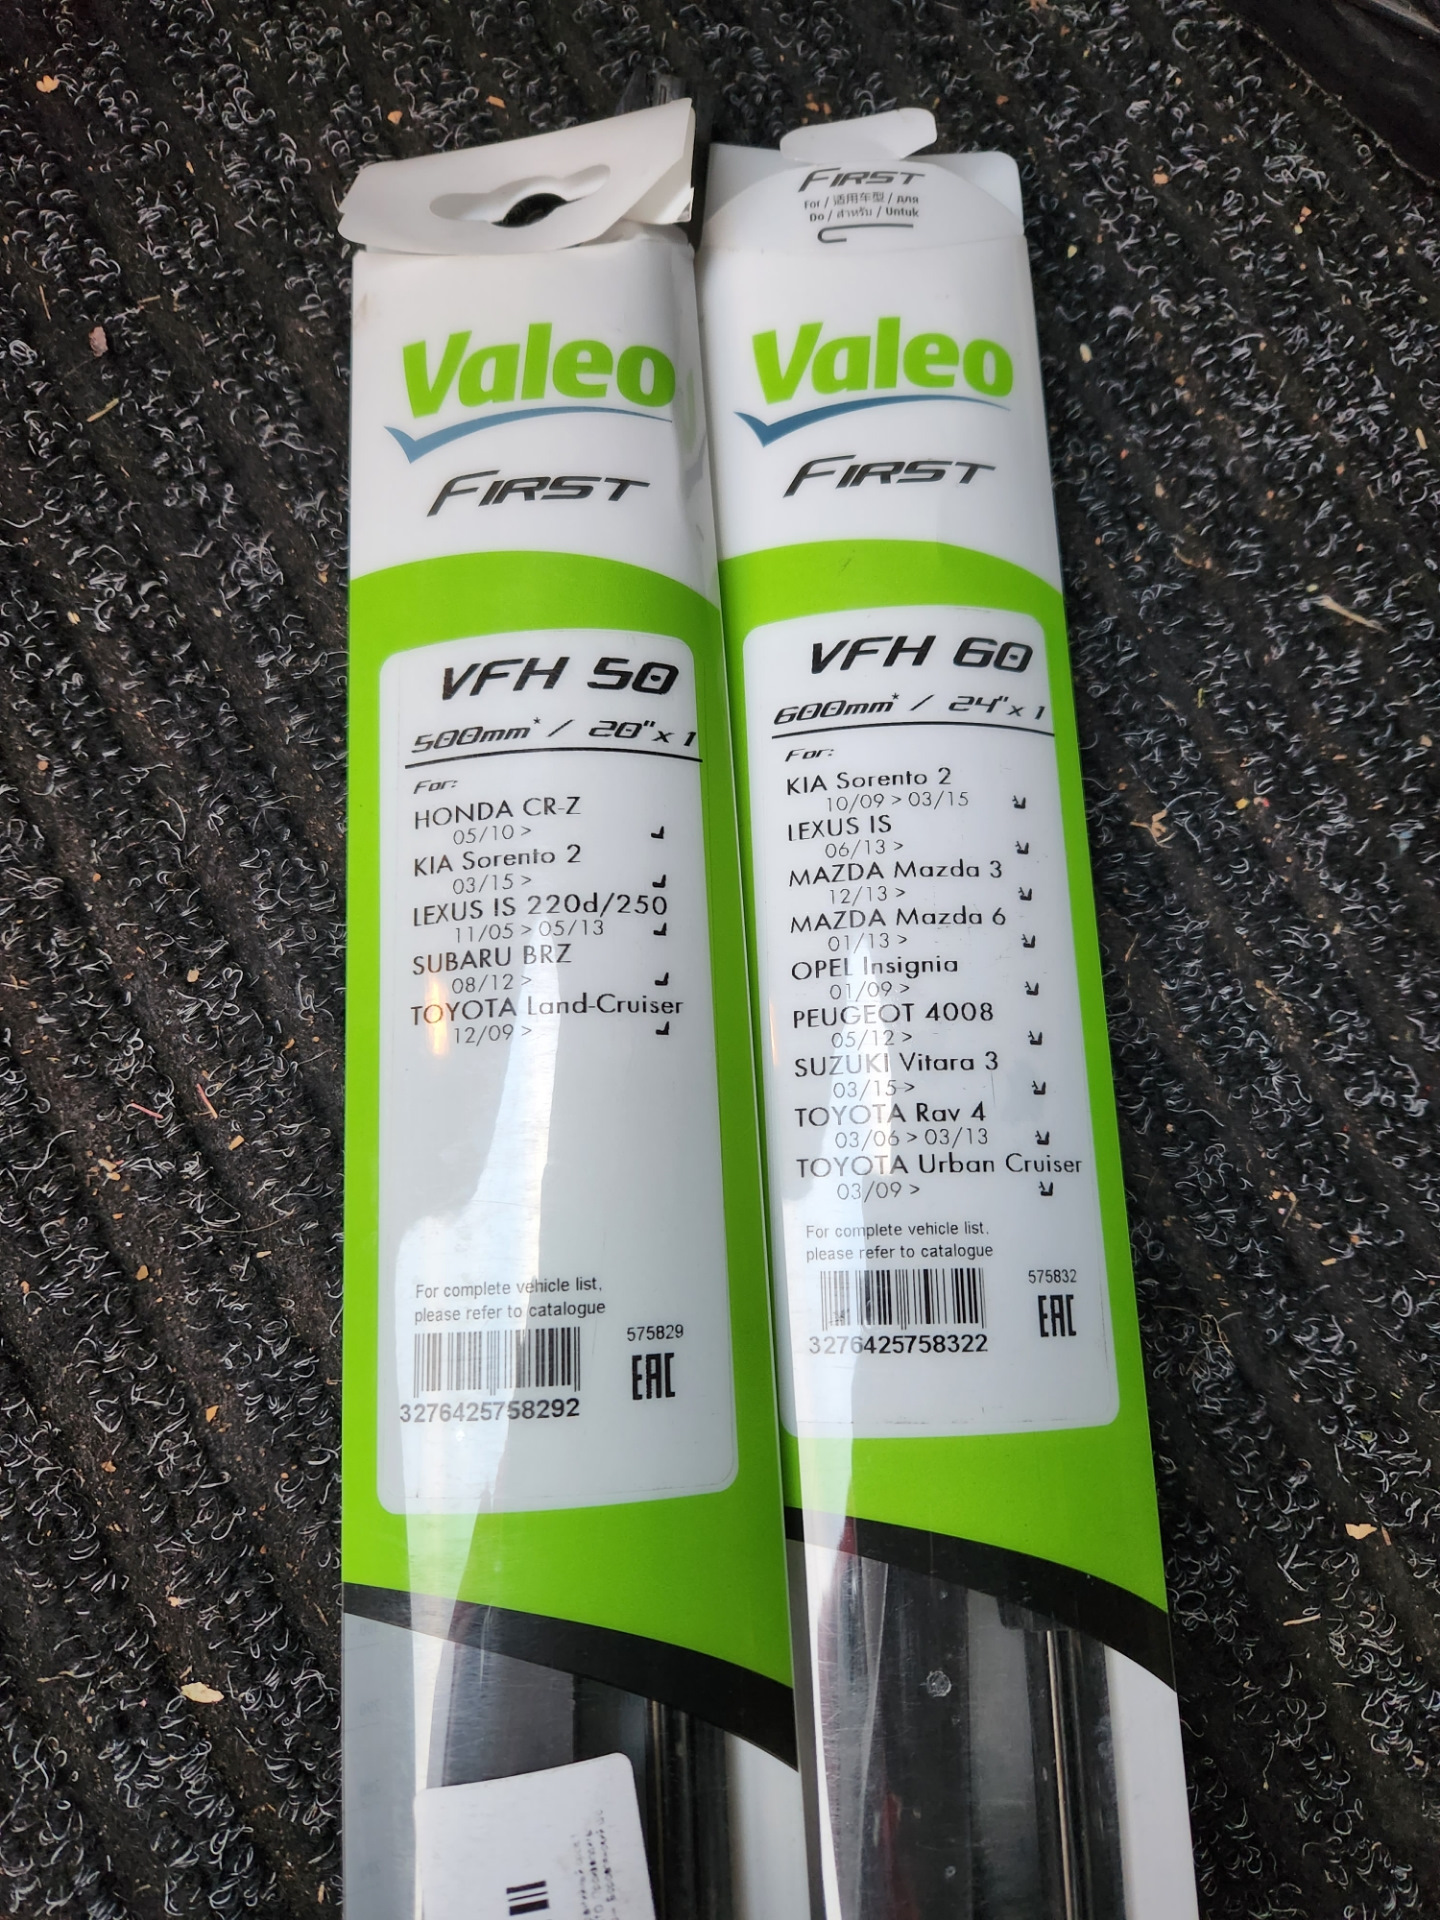 Valeo
FIRST
VFH 50
500mm* / 20" x 1
For:
HONDA CR-Z
05/10 >
KIA Sorento 2
03/15 >
LEXUS IS 220d/250
11/05 > 05/13
SUBARU BRZ
08/12 >
TOYOTA Land-Cruiser
12/09 >
For complete vehicle list,
please refer to catalogue
575829
EAC
3276425758292
FIRST
For / 适用车型 / для
Do / สำหรับ / Untuk
Valeo
FIRST
VFH 60
600mm* / 24" x 1
For:
KIA Sorento 2
10/09 > 03/15
LEXUS IS
06/13 >
MAZDA Mazda 3
12/13 >
MAZDA Mazda 6
01/13 >
OPEL Insignia
01/09 >
PEUGEOT 4008
05/12 >
SUZUKI Vitara 3
03/15 >
TOYOTA Rav 4
03/06 > 03/13
TOYOTA Urban Cruiser
03/09 >
For complete vehicle list,
please refer to catalogue
575832
EAC
3276425758322